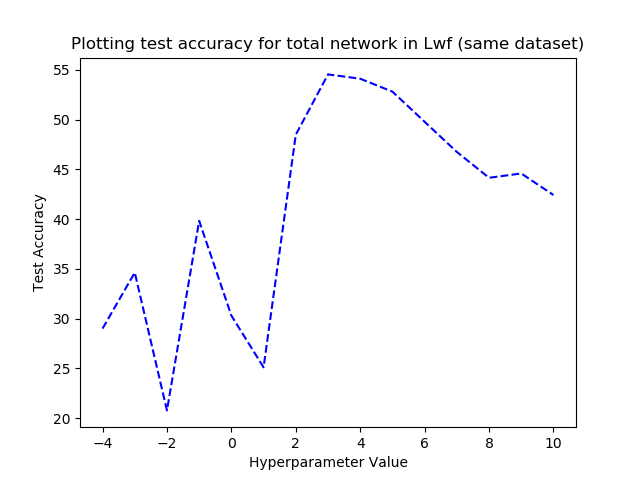 Plotting test accuracy for total network in Lwf (same dataset)
55
50
45
40
35
30
25
20
Test Accuracy
−4 −2 0 2 4 6 8 10
Hyperparameter Value